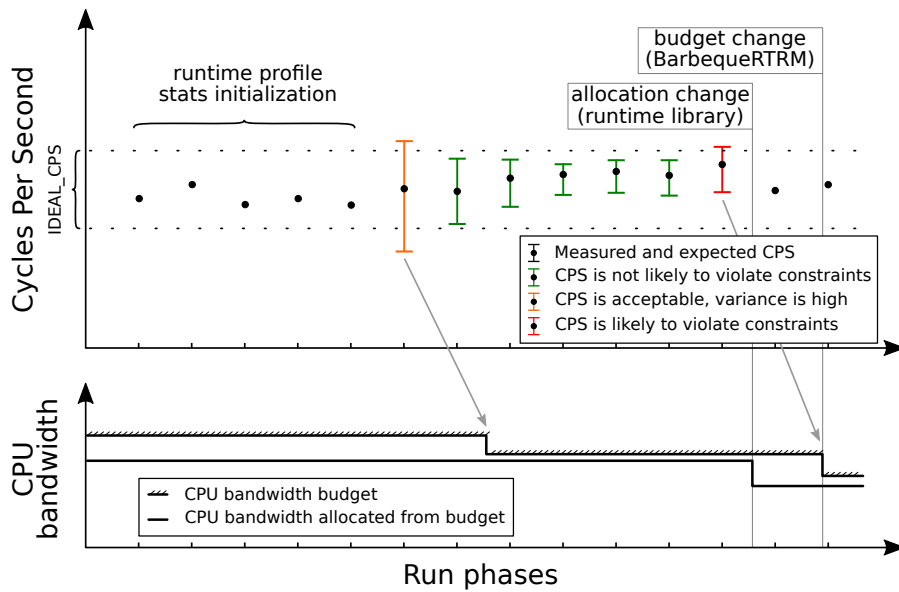 budget change
(BarbequeRTRM)
runtime profile
stats initialization
allocation change
(runtime library)
Cycles Per Second
IDEAL_CPS
Measured and expected CPS
CPS is not likely to violate constraints
CPS is acceptable, variance is high
CPS is likely to violate constraints
CPU
bandwidth
CPU bandwidth budget
CPU bandwidth allocated from budget
Run phases